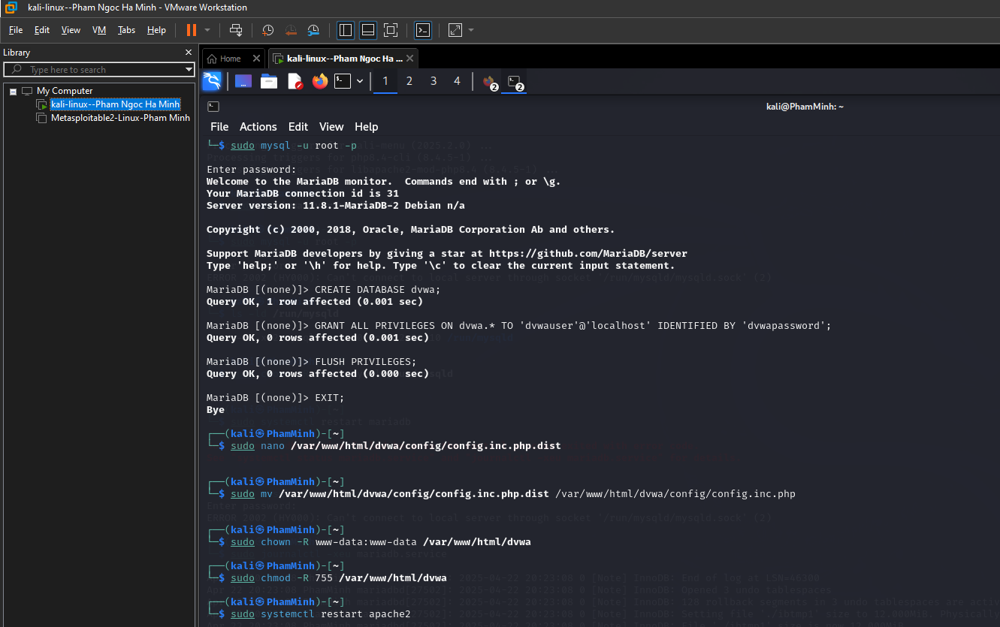 kali-linux--Pham Ngoc Ha Minh - VMware Workstation
File Edit View VM Tabs Help
Library
Type here to search
My Computer
kali-linux--Pham Ngoc Ha Minh
Metasploitable2-Linux-Pham Minh
Home
kali-linux--Pham Ngoc Ha ...
1 2 3 4 2 2
kali@PhamMinh: ~
File Actions Edit View Help
└─$ sudo mysql -u root -p
Enter password:
Welcome to the MariaDB monitor.  Commands end with ; or \g.
Your MariaDB connection id is 31
Server version: 11.8.1-MariaDB-2 Debian n/a
Copyright (c) 2000, 2018, Oracle, MariaDB Corporation Ab and others.
Support MariaDB developers by giving a star at https://github.com/MariaDB/server
Type 'help;' or '\h' for help. Type '\c' to clear the current input statement.
MariaDB [(none)]> CREATE DATABASE dvwa;
Query OK, 1 row affected (0.001 sec)
MariaDB [(none)]> GRANT ALL PRIVILEGES ON dvwa.* TO 'dvwauser'@'localhost' IDENTIFIED BY 'dvwapassword';
Query OK, 0 rows affected (0.001 sec)
MariaDB [(none)]> FLUSH PRIVILEGES;
Query OK, 0 rows affected (0.000 sec)
MariaDB [(none)]> EXIT;
Bye
┌──(kali㉿PhamMinh)-[~]
└─$ sudo nano /var/www/html/dvwa/config/config.inc.php.dist
┌──(kali㉿PhamMinh)-[~]
└─$ sudo mv /var/www/html/dvwa/config/config.inc.php.dist /var/www/html/dvwa/config/config.inc.php
┌──(kali㉿PhamMinh)-[~]
└─$ sudo chown -R www-data:www-data /var/www/html/dvwa
┌──(kali㉿PhamMinh)-[~]
└─$ sudo chmod -R 755 /var/www/html/dvwa
┌──(kali㉿PhamMinh)-[~]
└─$ sudo systemctl restart apache2